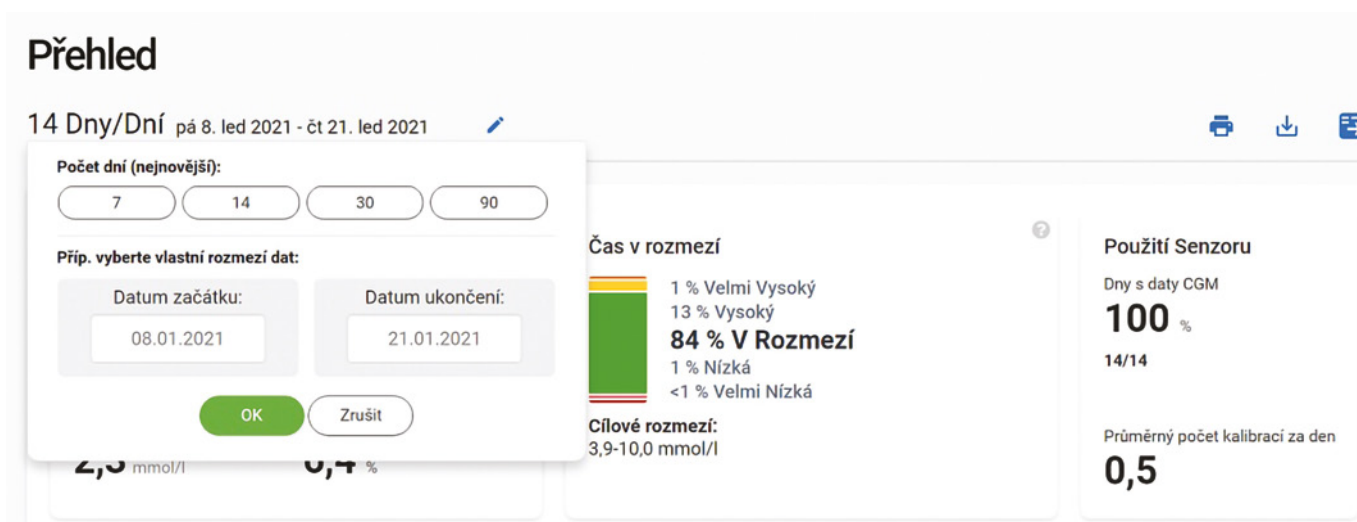 Přehled
14 Dny/Dní pá 8. led 2021 - čt 21. led 2021
Počet dní (nejnovější):
7 14 30 90
Příp. vyberte vlastní rozmezí dat:
Datum začátku: Datum ukončení:
08.01.2021 21.01.2021
OK Zrušit
mmol/l %
Čas v rozmezí
1 % Velmi Vysoký
13 % Vysoký
84 % V Rozmezí
1 % Nízká
<1 % Velmi Nízká
Cílové rozmezí:
3,9-10,0 mmol/l
Použití Senzoru
Dny s daty CGM
100 %
14/14
Průměrný počet kalibrací za den
0,5